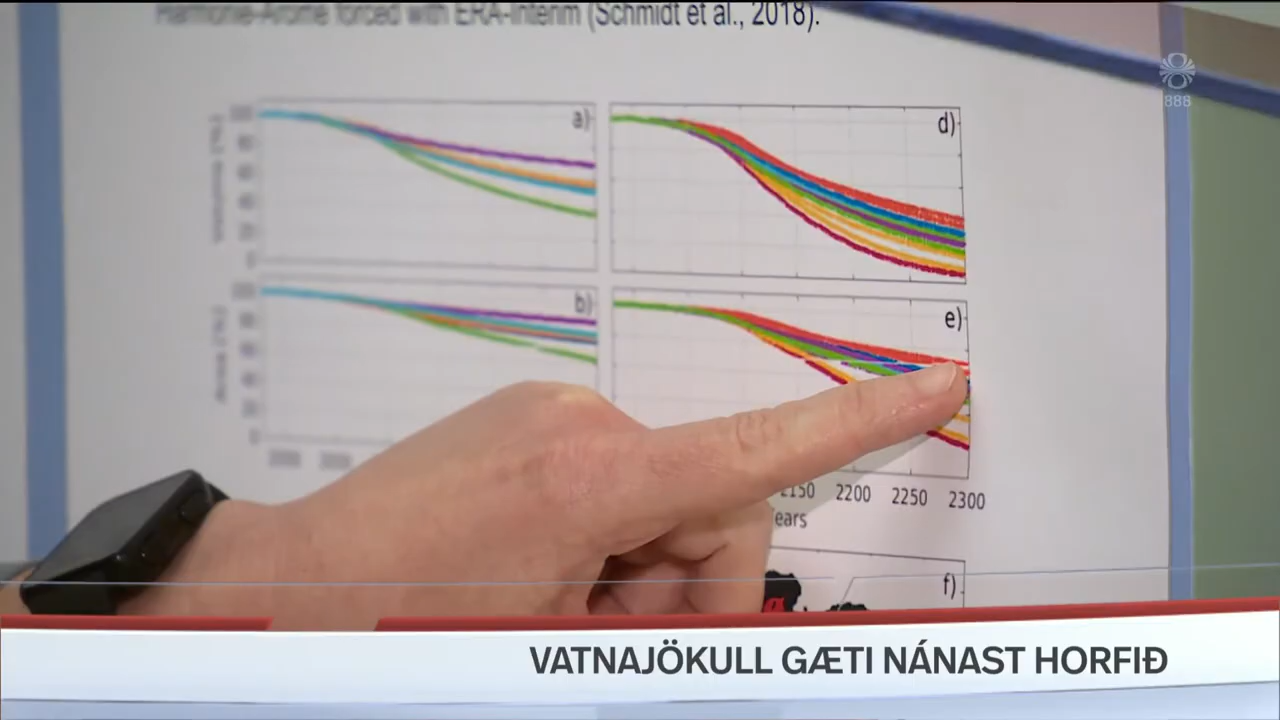 Harmonie-Arome forced with ERA-Interim (Schmidt et al., 2018).
888
a)
d)
b)
e)
2150 2200 2250 2300
ears
f)
VATNAJÖKULL GÆTI NÁNAST HORFIÐ